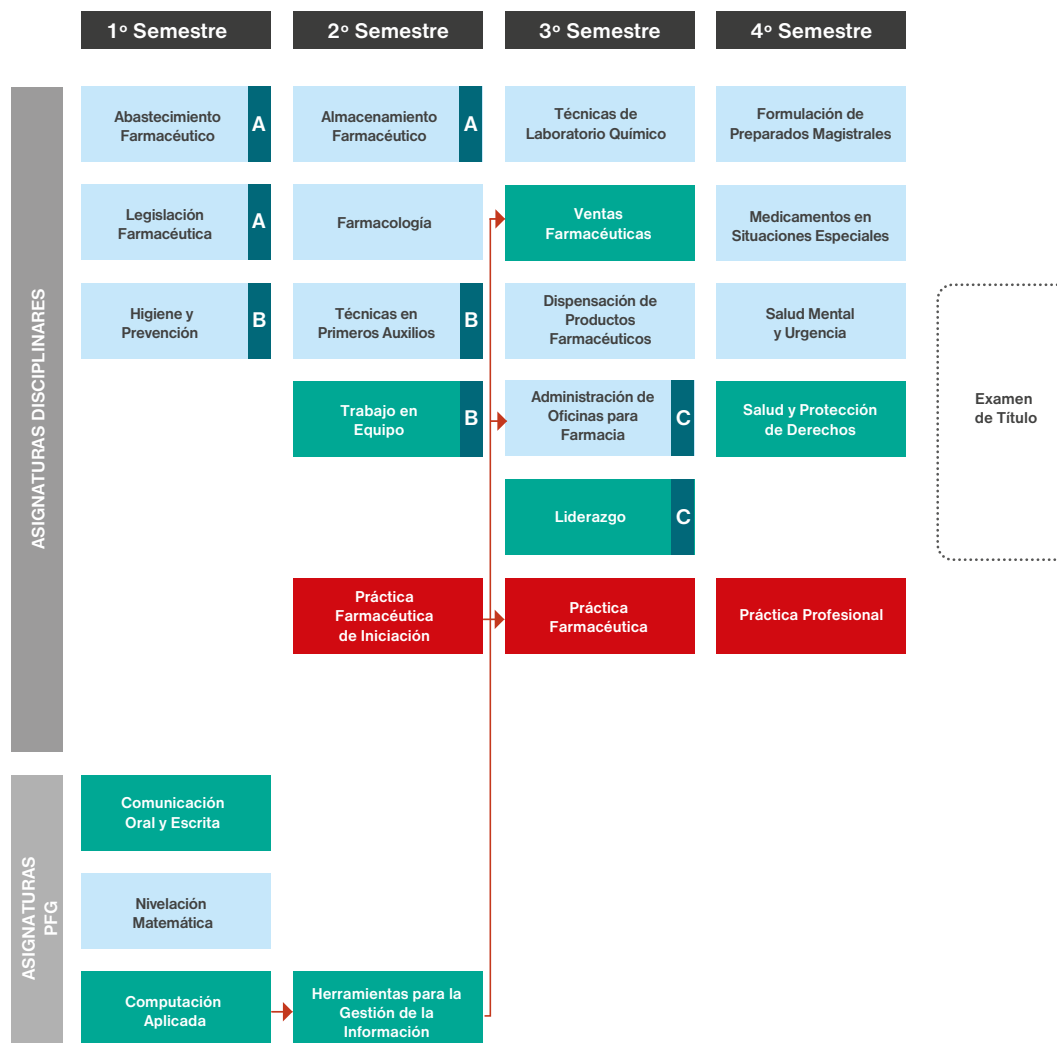 1º Semestre
2º Semestre
3º Semestre
4º Semestre
ASIGNATURAS DISCIPLINARES
Abastecimiento
Farmacéutico
A
Almacenamiento
Farmacéutico
A
Técnicas de
Laboratorio Químico
Formulación de
Preparados Magistrales
Legislación
Farmacéutica
A
Farmacología
Ventas
Farmacéuticas
Medicamentos en
Situaciones Especiales
Higiene y
Prevención
B
Técnicas en
Primeros Auxilios
B
Dispensación de
Productos
Farmacéuticos
Salud Mental
y Urgencia
Trabajo en
Equipo
B
Administración de
Oficinas para
Farmacia
C
Salud y Protección
de Derechos
Examen
de Título
Liderazgo
C
Práctica
Farmacéutica
de Iniciación
Práctica
Farmacéutica
Práctica Profesional
ASIGNATURAS
PFG
Comunicación
Oral y Escrita
Nivelación
Matemática
Computación
Aplicada
Herramientas para la
Gestión de la
Información